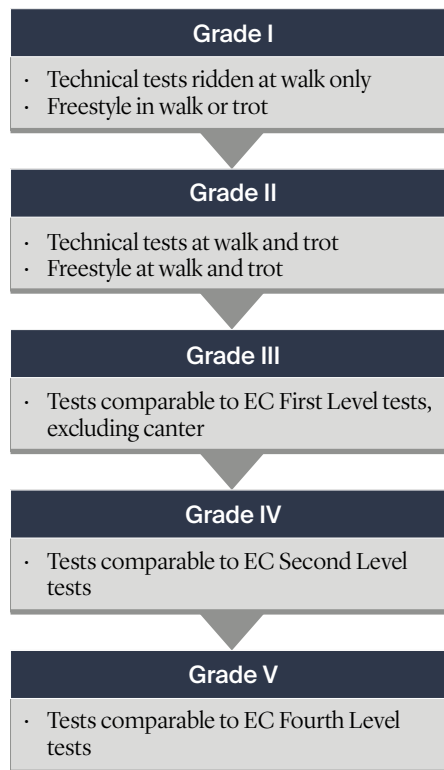 Grade I
· Technical tests ridden at walk only
· Freestyle in walk or trot
Grade II
· Technical tests at walk and trot
· Freestyle at walk and trot
Grade III
· Tests comparable to EC First Level tests,
excluding canter
Grade IV
· Tests comparable to EC Second Level
tests
Grade V
· Tests comparable to EC Fourth Level
tests